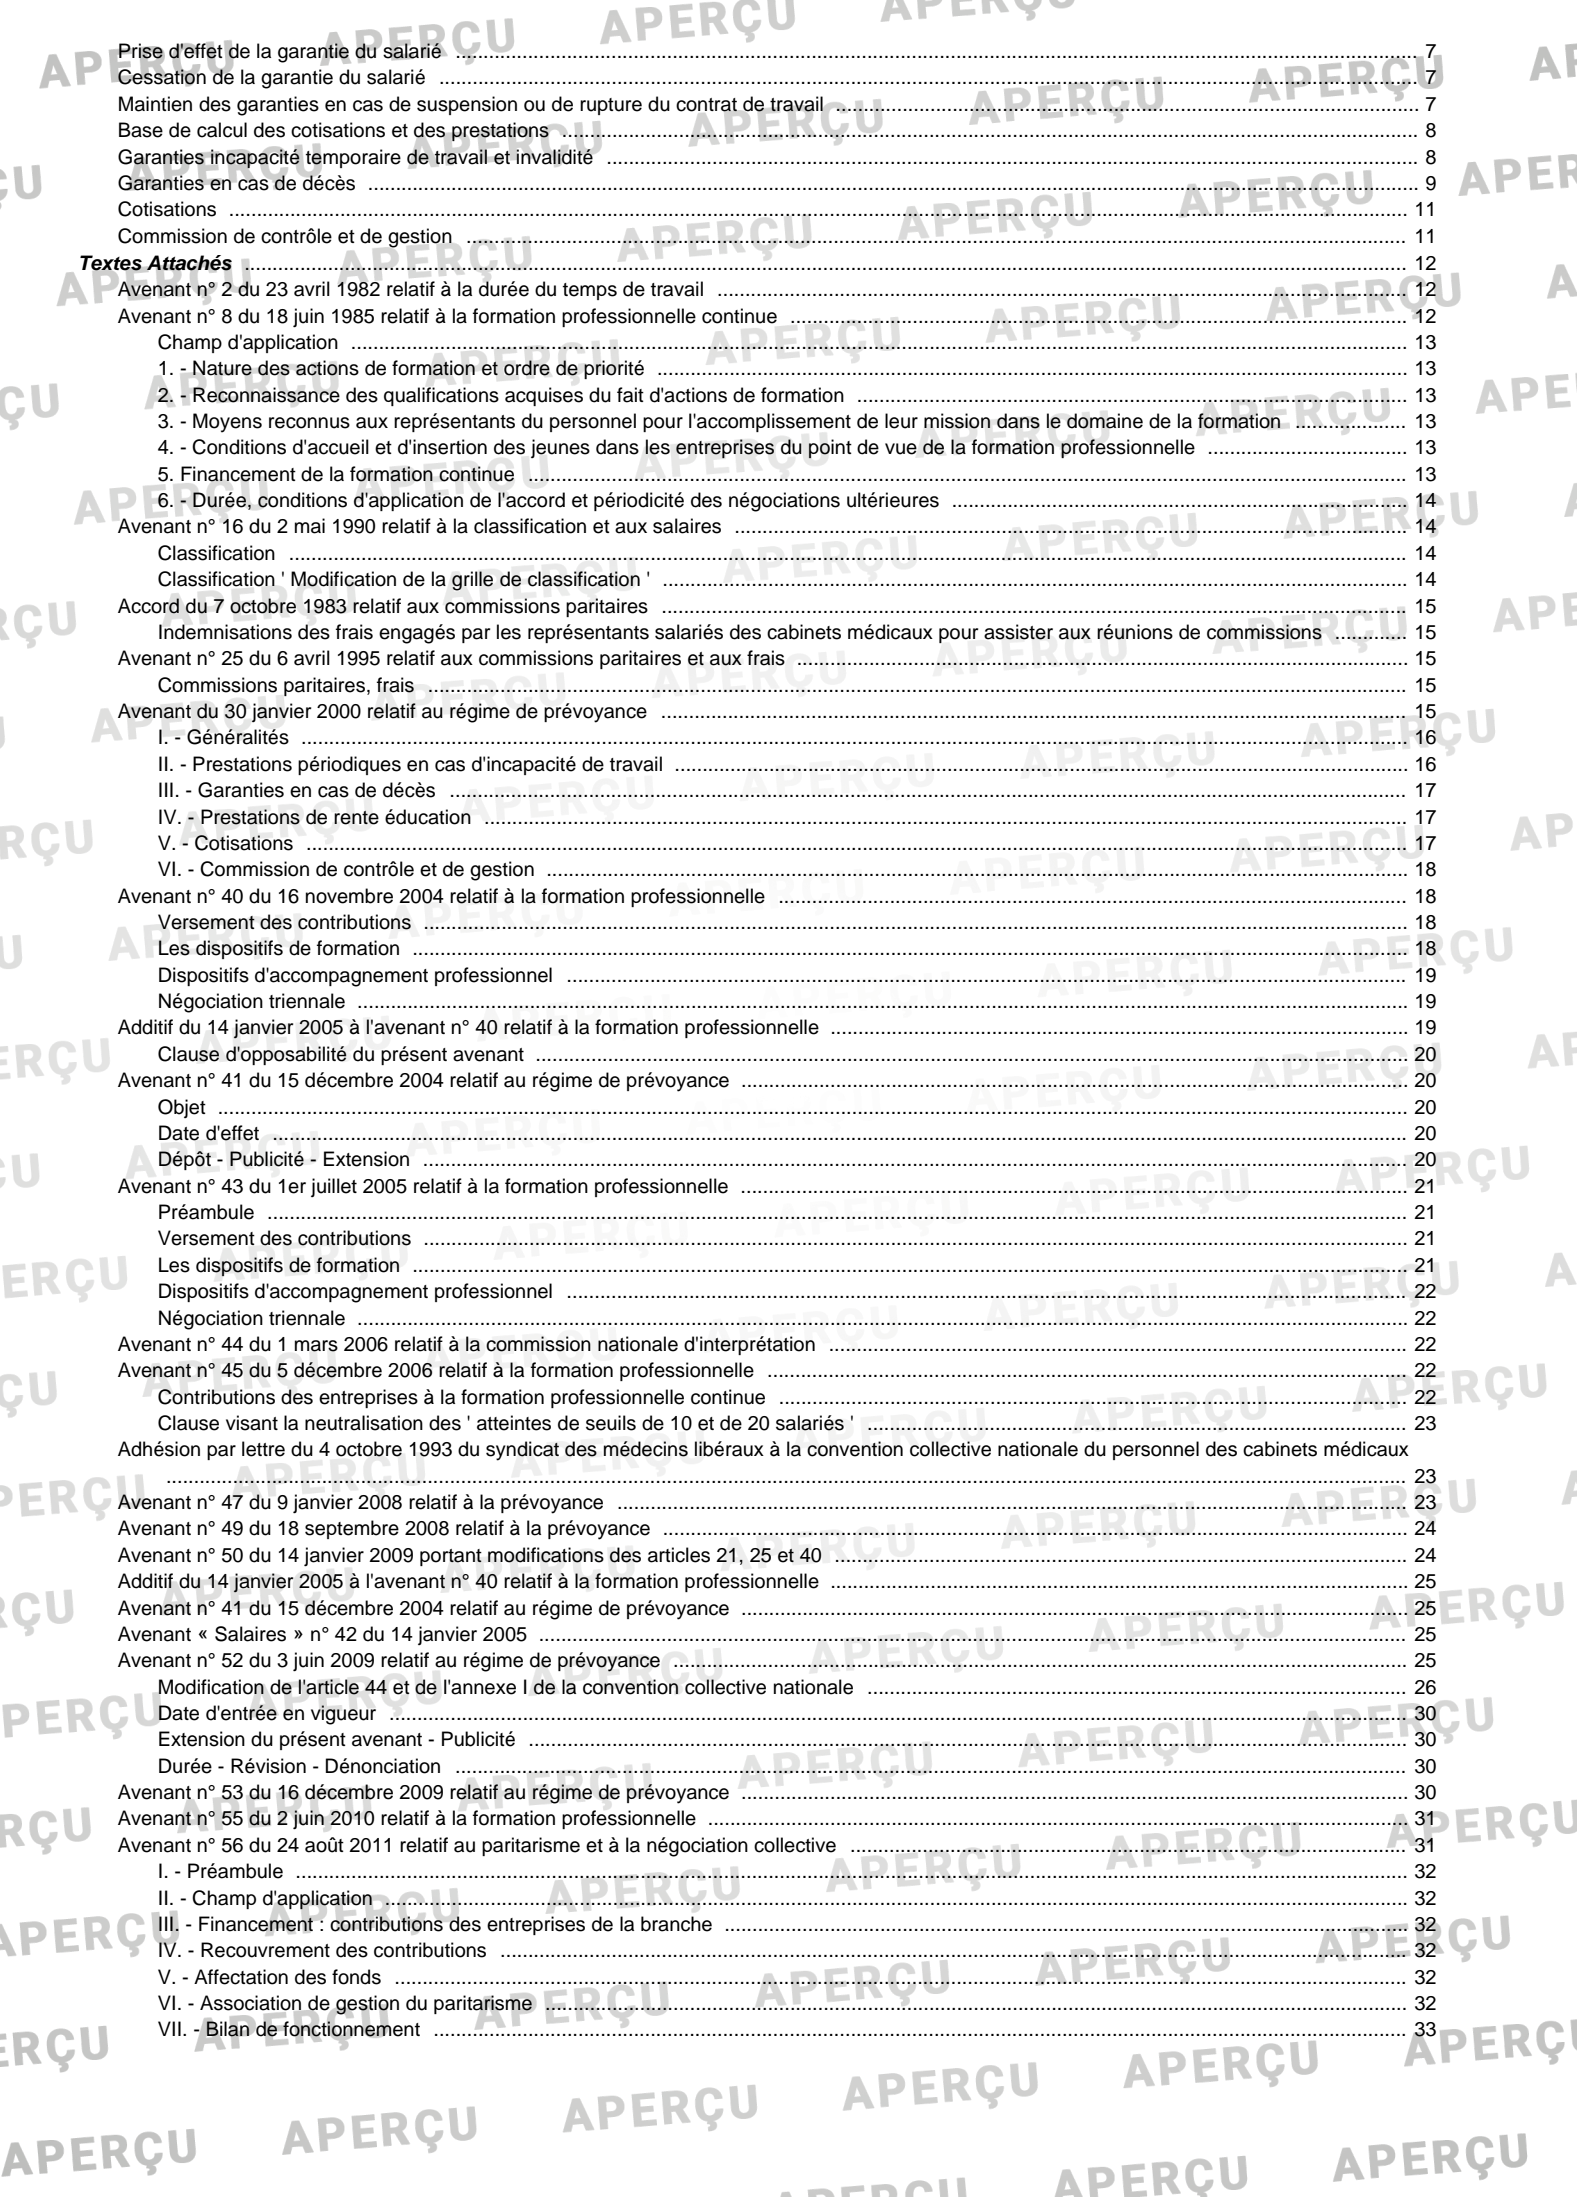 Prise d'effet de la garantie du salarié ........ 7
Cessation de la garantie du salarié ........ 7
Maintien des garanties en cas de suspension ou de rupture du contrat de travail ........ 7
Base de calcul des cotisations et des prestations ........ 8
Garanties incapacité temporaire de travail et invalidité ........ 8
Garanties en cas de décès ........ 9
Cotisations ........ 11
Commission de contrôle et de gestion ........ 11
Textes Attachés ........ 12
Avenant n° 2 du 23 avril 1982 relatif à la durée du temps de travail ........ 12
Avenant n° 8 du 18 juin 1985 relatif à la formation professionnelle continue ........ 12
Champ d'application ........ 13
1. - Nature des actions de formation et ordre de priorité ........ 13
2. - Reconnaissance des qualifications acquises du fait d'actions de formation ........ 13
3. - Moyens reconnus aux représentants du personnel pour l'accomplissement de leur mission dans le domaine de la formation ........ 13
4. - Conditions d'accueil et d'insertion des jeunes dans les entreprises du point de vue de la formation professionnelle ........ 13
5. Financement de la formation continue ........ 13
6. - Durée, conditions d'application de l'accord et périodicité des négociations ultérieures ........ 14
Avenant n° 16 du 2 mai 1990 relatif à la classification et aux salaires ........ 14
Classification ........ 14
Classification ' Modification de la grille de classification ' ........ 14
Accord du 7 octobre 1983 relatif aux commissions paritaires ........ 15
Indemnisations des frais engagés par les représentants salariés des cabinets médicaux pour assister aux réunions de commissions ........ 15
Avenant n° 25 du 6 avril 1995 relatif aux commissions paritaires et aux frais ........ 15
Commissions paritaires, frais ........ 15
Avenant du 30 janvier 2000 relatif au régime de prévoyance ........ 15
I. - Généralités ........ 16
II. - Prestations périodiques en cas d'incapacité de travail ........ 16
III. - Garanties en cas de décès ........ 17
IV. - Prestations de rente éducation ........ 17
V. - Cotisations ........ 17
VI. - Commission de contrôle et de gestion ........ 18
Avenant n° 40 du 16 novembre 2004 relatif à la formation professionnelle ........ 18
Versement des contributions ........ 18
Les dispositifs de formation ........ 18
Dispositifs d'accompagnement professionnel ........ 19
Négociation triennale ........ 19
Additif du 14 janvier 2005 à l'avenant n° 40 relatif à la formation professionnelle ........ 19
Clause d'opposabilité du présent avenant ........ 20
Avenant n° 41 du 15 décembre 2004 relatif au régime de prévoyance ........ 20
Objet ........ 20
Date d'effet ........ 20
Dépôt - Publicité - Extension ........ 20
Avenant n° 43 du 1er juillet 2005 relatif à la formation professionnelle ........ 21
Préambule ........ 21
Versement des contributions ........ 21
Les dispositifs de formation ........ 21
Dispositifs d'accompagnement professionnel ........ 22
Négociation triennale ........ 22
Avenant n° 44 du 1 mars 2006 relatif à la commission nationale d'interprétation ........ 22
Avenant n° 45 du 5 décembre 2006 relatif à la formation professionnelle ........ 22
Contributions des entreprises à la formation professionnelle continue ........ 22
Clause visant la neutralisation des ' atteintes de seuils de 10 et de 20 salariés ' ........ 23
Adhésion par lettre du 4 octobre 1993 du syndicat des médecins libéraux à la convention collective nationale du personnel des cabinets médicaux
........ 23
Avenant n° 47 du 9 janvier 2008 relatif à la prévoyance ........ 23
Avenant n° 49 du 18 septembre 2008 relatif à la prévoyance ........ 24
Avenant n° 50 du 14 janvier 2009 portant modifications des articles 21, 25 et 40 ........ 24
Additif du 14 janvier 2005 à l'avenant n° 40 relatif à la formation professionnelle ........ 25
Avenant n° 41 du 15 décembre 2004 relatif au régime de prévoyance ........ 25
Avenant « Salaires » n° 42 du 14 janvier 2005 ........ 25
Avenant n° 52 du 3 juin 2009 relatif au régime de prévoyance ........ 25
Modification de l'article 44 et de l'annexe I de la convention collective nationale ........ 26
Date d'entrée en vigueur ........ 30
Extension du présent avenant - Publicité ........ 30
Durée - Révision - Dénonciation ........ 30
Avenant n° 53 du 16 décembre 2009 relatif au régime de prévoyance ........ 30
Avenant n° 55 du 2 juin 2010 relatif à la formation professionnelle ........ 31
Avenant n° 56 du 24 août 2011 relatif au paritarisme et à la négociation collective ........ 31
I. - Préambule ........ 32
II. - Champ d'application ........ 32
III. - Financement : contributions des entreprises de la branche ........ 32
IV. - Recouvrement des contributions ........ 32
V. - Affectation des fonds ........ 32
VI. - Association de gestion du paritarisme ........ 32
VII. - Bilan de fonctionnement ........ 33
APERÇU